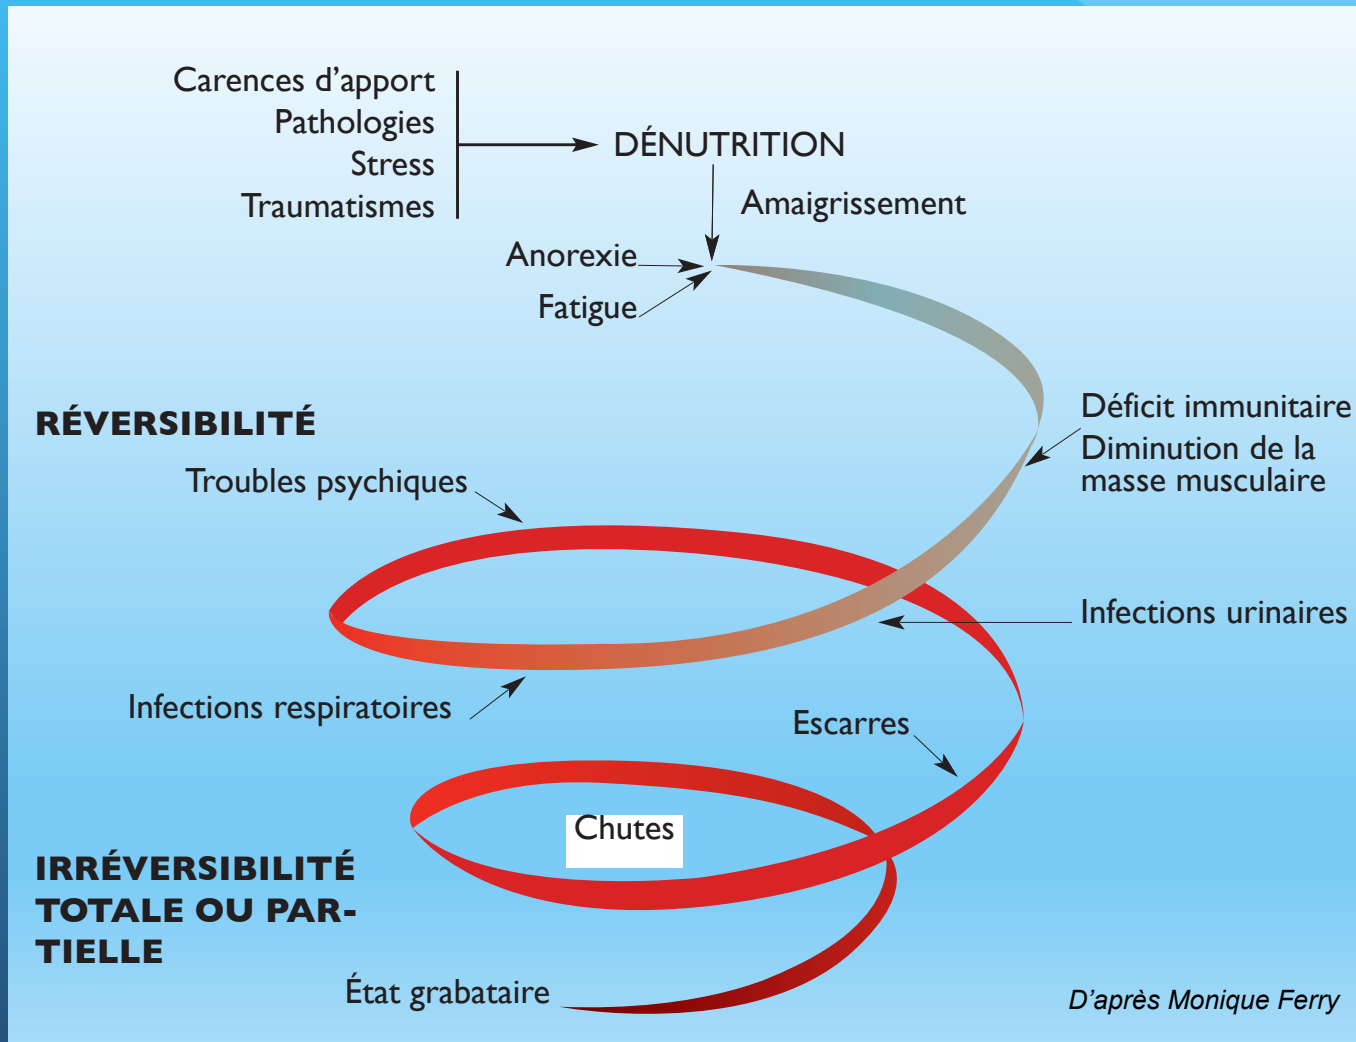 Carences d'apport
Pathologies
Stress
Traumatismes
DÉNUTRITION
Amaigrissement
Anorexie
Fatigue
RÉVERSIBILITÉ
Déficit immunitaire
Diminution de la
masse musculaire
Troubles psychiques
Infections urinaires
Infections respiratoires
Escarres
Chutes
IRRÉVERSIBILITÉ
TOTALE OU PAR-
TIELLE
État grabataire
D'après Monique Ferry